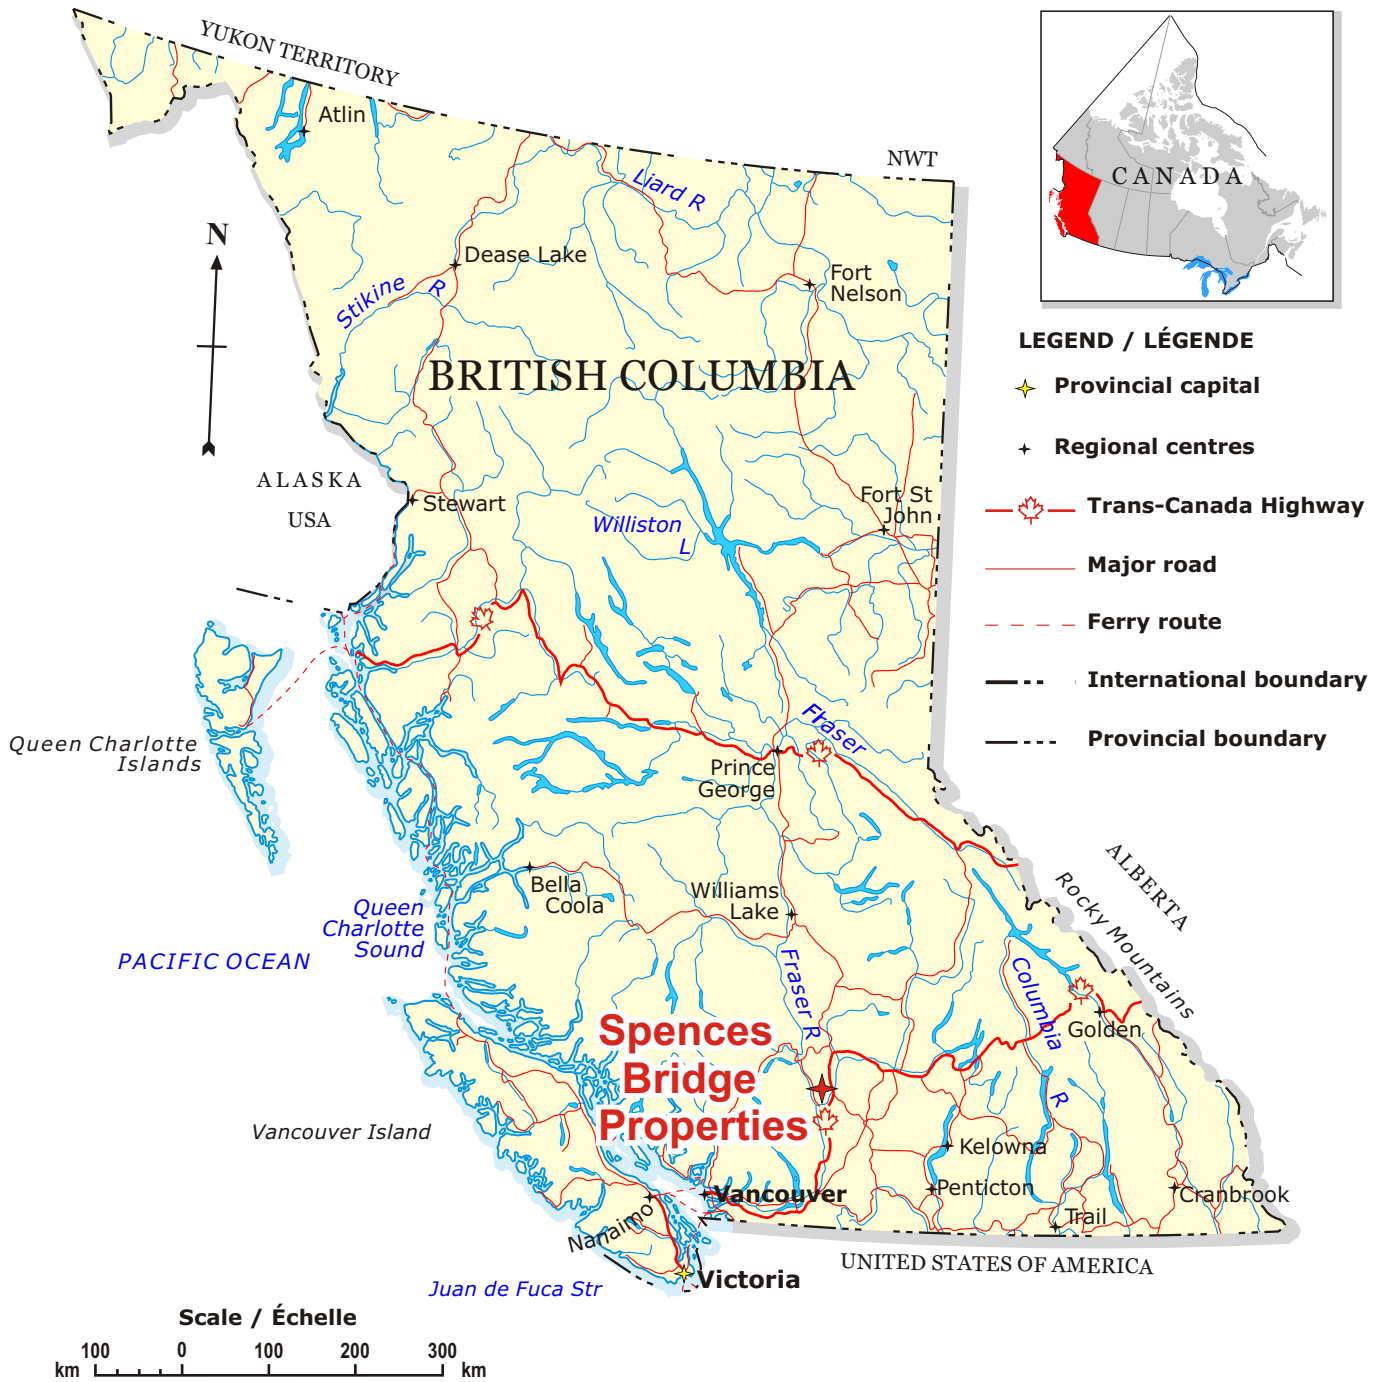 YUKON TERRITORY
Atlin
NWT
CANADA
Liard R
N
Dease Lake
Fort
Nelson
Stikine
R
LEGEND / LÉGENDE
Provincial capital
Regional centres
Trans-Canada Highway
Major road
Ferry route
International boundary
Provincial boundary
BRITISH COLUMBIA
ALASKA
USA
Stewart
Fort St
John
Williston
L
Queen Charlotte
Islands
Fraser
Prince
George
ALBERTA
Rocky Mountains
Bella
Coola
Williams
Lake
Queen
Charlotte
Sound
PACIFIC OCEAN
Fraser R
Columbia
R
Golden
Spences
Bridge
Properties
Vancouver Island
Kelowna
Penticton
Cranbrook
Vancouver
Trail
Nanaimo
UNITED STATES OF AMERICA
Victoria
Juan de Fuca Str
Scale / Échelle
100 0 100 200 300
km km